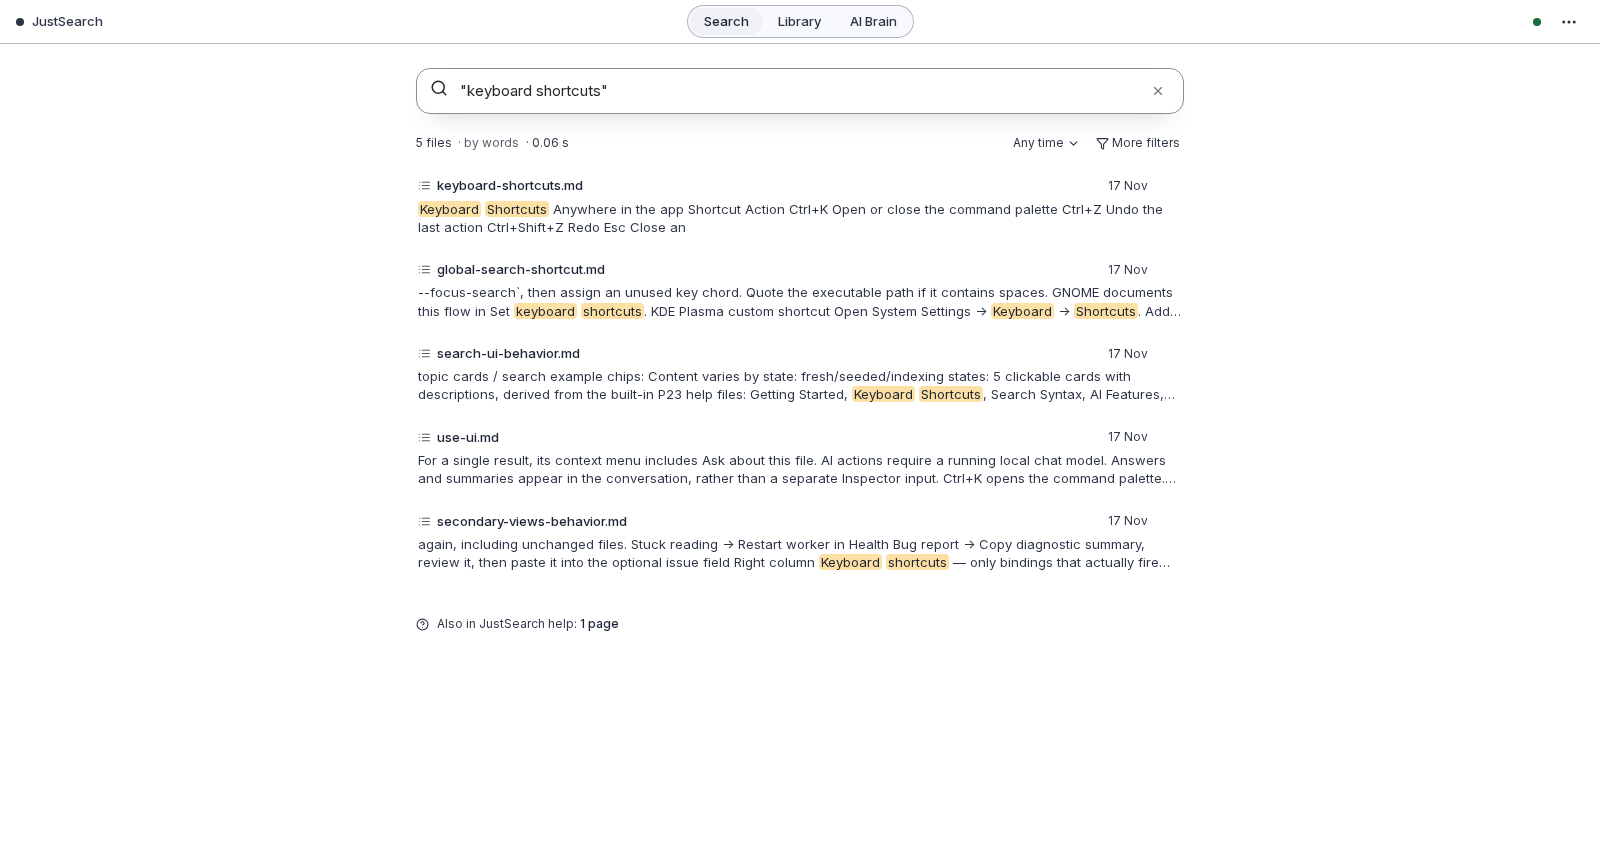 JustSearch
Search
Library
AI Brain
"keyboard shortcuts"
5 files · by words · 0.06 s
Any time
More filters
keyboard-shortcuts.md
17 Nov
Keyboard Shortcuts Anywhere in the app Shortcut Action Ctrl+K Open or close the command palette Ctrl+Z Undo the
last action Ctrl+Shift+Z Redo Esc Close an
global-search-shortcut.md
17 Nov
--focus-search`, then assign an unused key chord. Quote the executable path if it contains spaces. GNOME documents
this flow in Set keyboard shortcuts. KDE Plasma custom shortcut Open System Settings → Keyboard → Shortcuts. Add…
search-ui-behavior.md
17 Nov
topic cards / search example chips: Content varies by state: fresh/seeded/indexing states: 5 clickable cards with
descriptions, derived from the built-in P23 help files: Getting Started, Keyboard Shortcuts, Search Syntax, AI Features,…
use-ui.md
17 Nov
For a single result, its context menu includes Ask about this file. AI actions require a running local chat model. Answers
and summaries appear in the conversation, rather than a separate Inspector input. Ctrl+K opens the command palette.…
secondary-views-behavior.md
17 Nov
again, including unchanged files. Stuck reading → Restart worker in Health Bug report → Copy diagnostic summary,
review it, then paste it into the optional issue field Right column Keyboard shortcuts — only bindings that actually fire…
Also in JustSearch help: 1 page